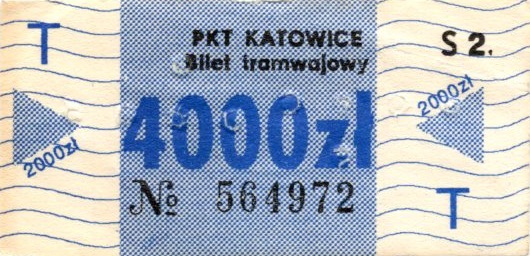 T
PKT KATOWICE
Bilet tramwajowy
S 2.
2000zł
4000zł
2000zł
№ 564972
T